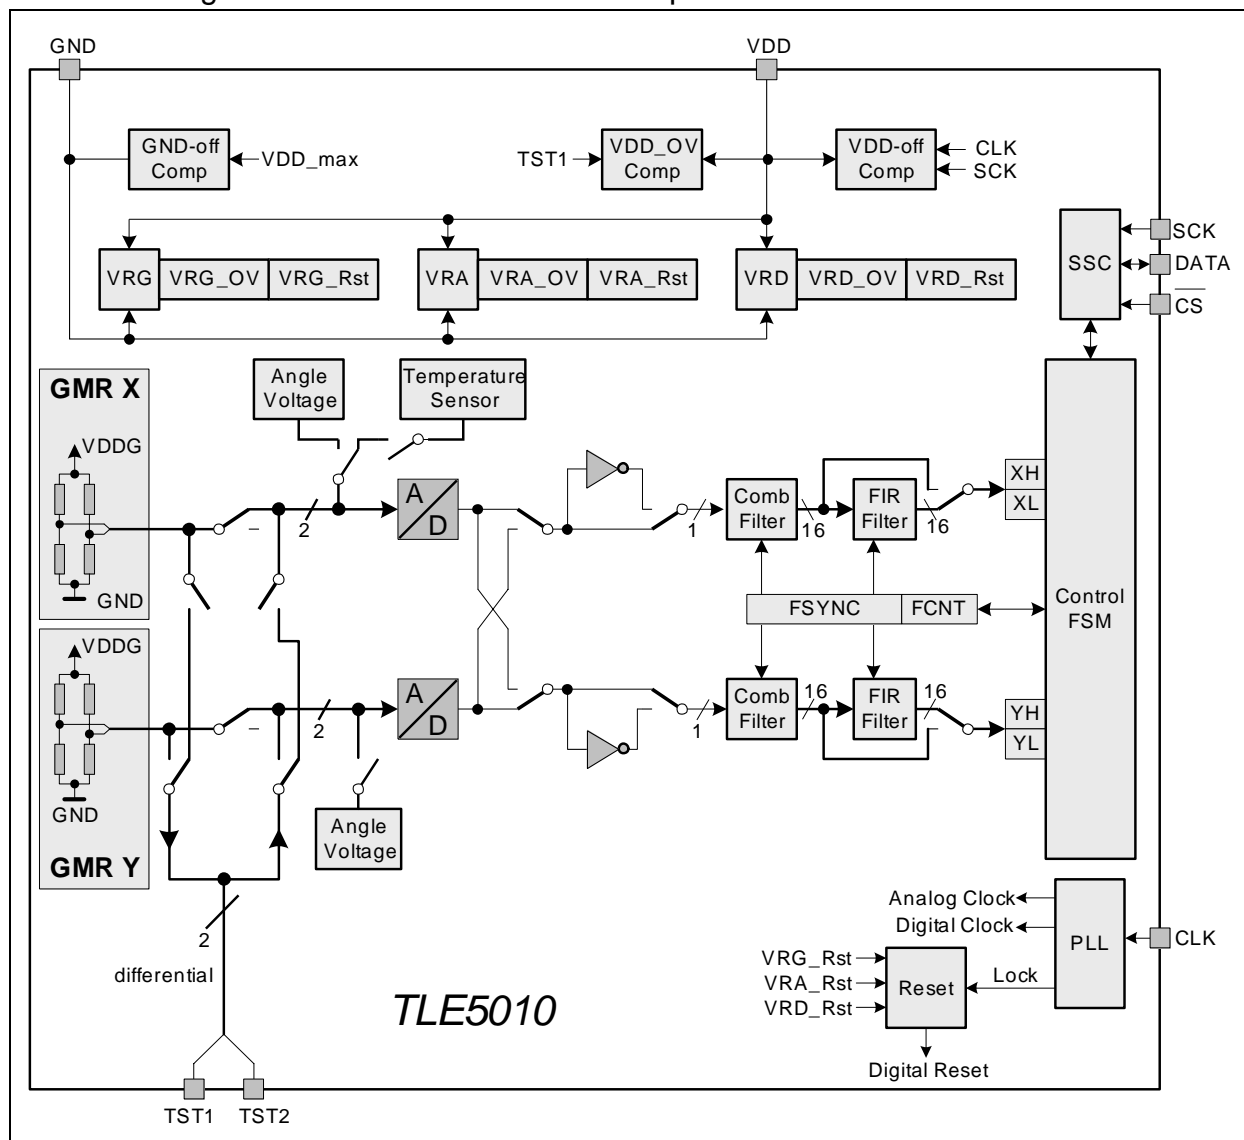 GND
VDD
GND-off
Comp
VDD_max
TST1
VDD_OV
Comp
VDD-off
Comp
CLK
SCK
VRG
VRG_OV
VRG_Rst
VRA
VRA_OV
VRA_Rst
VRD
VRD_OV
VRD_Rst
SSC
SCK
DATA
CS
GMR X
VDDG
GND
Angle
Voltage
Temperature
Sensor
2
A
D
1
Comb
Filter
16
FIR
Filter
16
XH
XL
FSYNC
FCNT
Control
FSM
VDDG
GND
GMR Y
2
A
D
1
Comb
Filter
16
FIR
Filter
16
YH
YL
Angle
Voltage
2
differential
TLE5010
Analog Clock
Digital Clock
PLL
CLK
Lock
VRG_Rst
VRA_Rst
VRD_Rst
Reset
Digital Reset
TST1
TST2